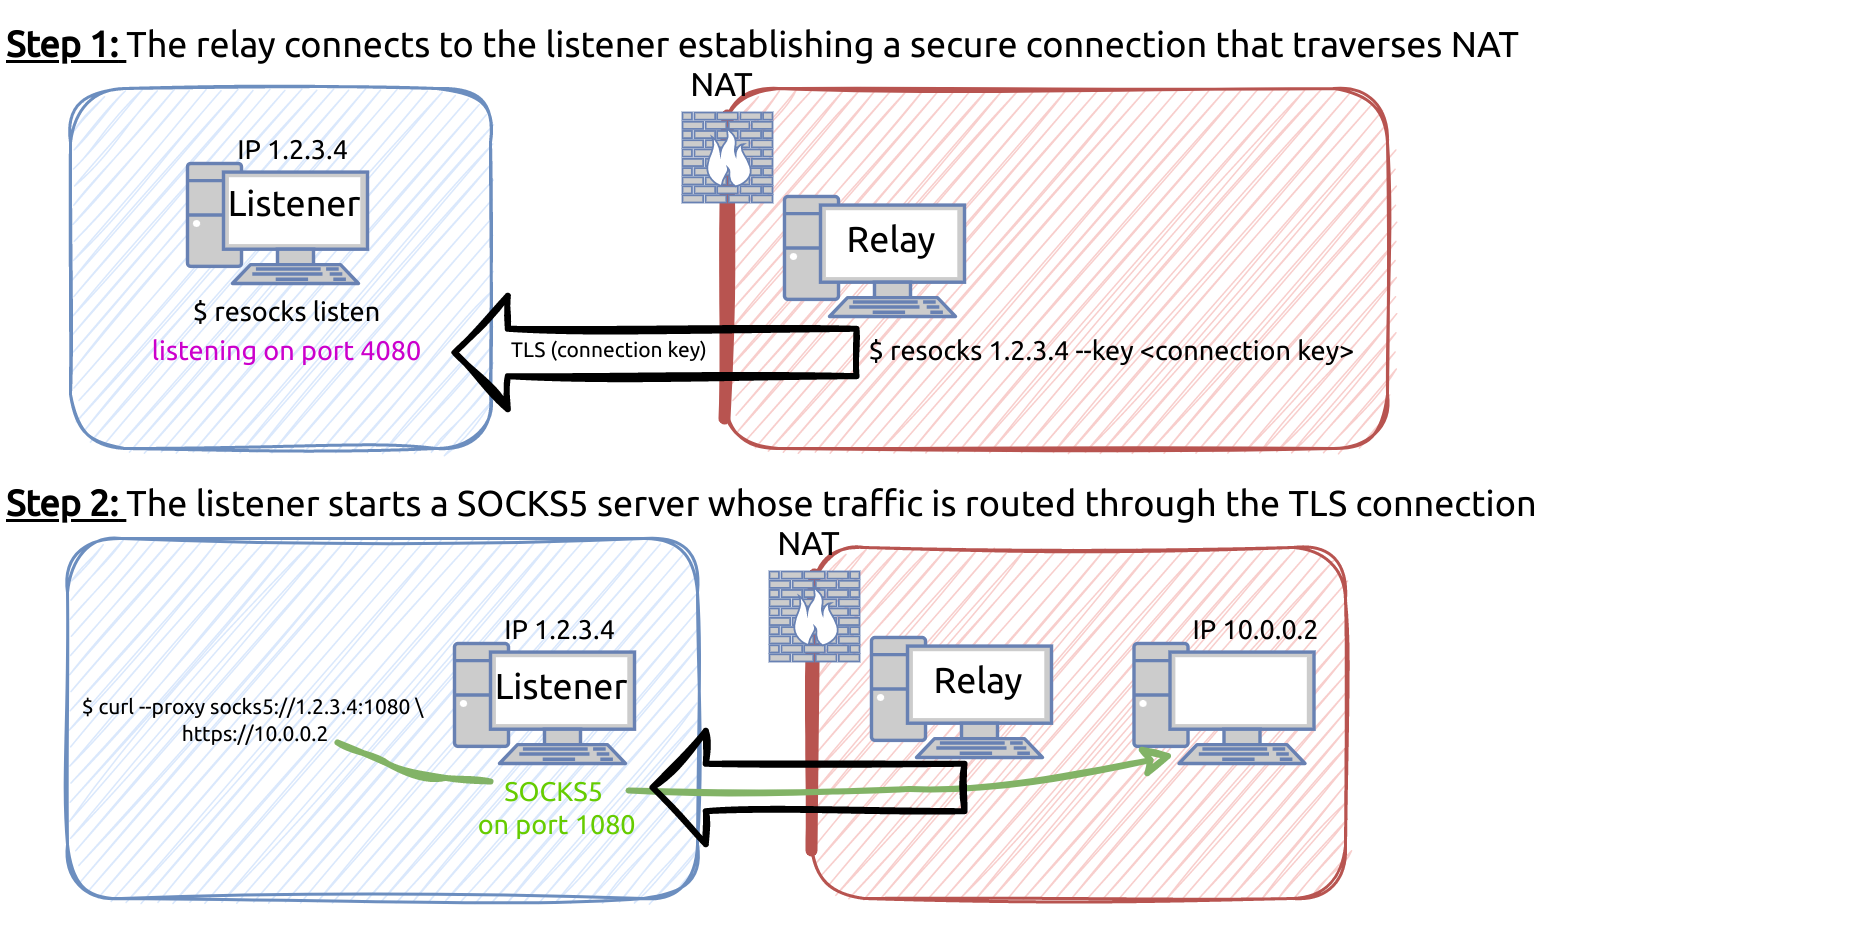 Step 1: The relay connects to the listener establishing a secure connection that traverses NAT
NAT
IP 1.2.3.4
Listener
Relay
$ resocks listen
listening on port 4080
TLS (connection key)
$ resocks 1.2.3.4 --key <connection key>
Step 2: The listener starts a SOCKS5 server whose traffic is routed through the TLS connection
NAT
IP 1.2.3.4
IP 10.0.0.2
Listener
Relay
$ curl --proxy socks5://1.2.3.4:1080 \
https://10.0.0.2
SOCKS5
on port 1080